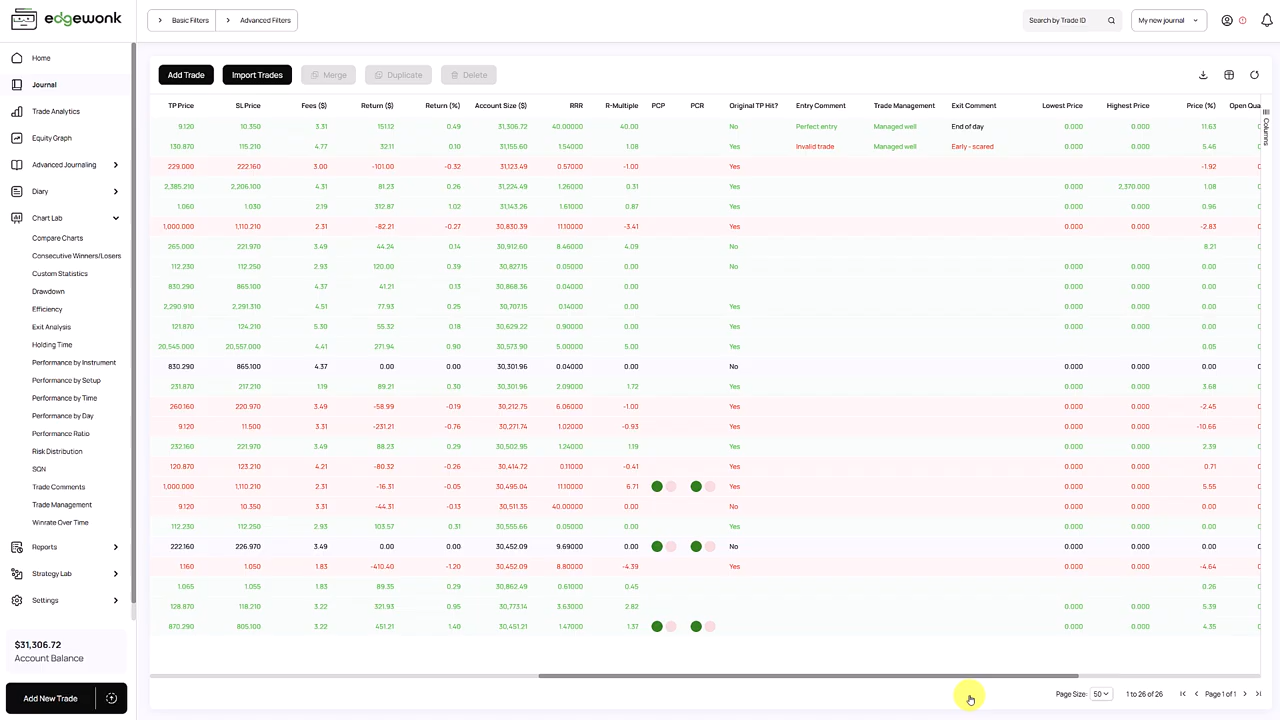 edgewonk
Basic Filters Advanced Filters Search by Trade ID My new journal
Home
Journal
Trade Analytics
Equity Graph
Advanced Journaling
Diary
Chart Lab
Compare Charts
Consecutive Winners/Losers
Custom Statistics
Drawdown
Efficiency
Exit Analysis
Holding Time
Performance by Instrument
Performance by Setup
Performance by Time
Performance by Day
Performance Ratio
Risk Distribution
SQN
Trade Comments
Trade Management
Winrate Over Time
Reports
Strategy Lab
Settings
$31,306.72
Account Balance
Add New Trade
Add Trade Import Trades Merge Duplicate Delete
TP Price SL Price Fees ($) Return ($) Return (%) Account Size ($) RRR R-Multiple PCP PCR Original TP Hit? Entry Comment Trade Management Exit Comment Lowest Price Highest Price Price (%) Open Qua
9.120 10.350 3.31 151.12 0.49 31,306.72 40.00000 40.00 No Perfect entry Managed well End of day 0.000 0.000 11.63
130.870 115.210 4.77 32.11 0.10 31,155.60 1.54000 1.08 Yes Invalid trade Managed well Early - scared 0.000 0.000 5.46
229.000 222.160 3.00 -101.00 -0.32 31,123.49 0.57000 -1.00 Yes -1.92
2,385.210 2,206.100 4.31 81.23 0.26 31,224.49 1.26000 0.31 Yes 0.000 2,370.000 1.08
1.060 1.030 2.19 312.87 1.02 31,143.26 1.61000 0.87 Yes 0.000 0.000 0.96
1,000.000 1,110.210 2.31 -82.21 -0.27 30,830.39 11.10000 -3.41 Yes 0.000 0.000 -2.83
265.000 221.970 3.49 44.24 0.14 30,912.60 8.46000 4.09 No 8.21
112.230 112.250 2.93 120.00 0.39 30,827.15 0.05000 0.00 No 0.000 0.000 0.00
830.290 865.100 4.37 41.21 0.13 30,868.36 0.04000 0.00 0.000 0.000 0.00
2,290.910 2,291.310 4.51 77.93 0.25 30,707.15 0.14000 0.00 Yes 0.000 0.000 0.00
121.870 124.210 5.30 55.32 0.18 30,629.22 0.90000 0.00 Yes 0.000 0.000 0.00
20,545.000 20,557.000 4.41 271.94 0.90 30,573.90 5.00000 5.00 Yes 0.05
830.290 865.100 4.37 0.00 0.00 30,301.96 0.04000 0.00 No 0.000 0.000 0.00
231.870 217.210 1.19 89.21 0.30 30,301.96 2.09000 1.72 Yes 0.000 0.000 3.68
260.160 220.970 3.49 -58.99 -0.19 30,212.75 6.06000 -1.00 Yes 0.000 0.000 -2.45
9.120 11.500 3.31 -231.21 -0.76 30,271.74 1.02000 -0.93 Yes 0.000 0.000 -10.66
232.160 221.970 3.49 88.23 0.29 30,502.95 1.24000 1.19 Yes 0.000 0.000 2.39
120.870 123.210 4.21 -80.32 -0.26 30,414.72 0.11000 -0.41 Yes 0.000 0.000 0.71
1,000.000 1,110.210 2.31 -16.31 -0.05 30,495.04 11.10000 6.71 Yes 0.000 0.000 5.55
9.120 10.350 3.31 -44.31 -0.13 30,511.35 40.00000 0.00 No 0.000 0.000 0.00
112.230 112.250 2.93 103.57 0.31 30,555.66 0.05000 0.00 Yes 0.000 0.000 0.00
222.160 226.970 3.49 0.00 0.00 30,452.09 9.69000 0.00 No 0.000 0.000 0.00
1.160 1.050 1.83 -410.40 -1.20 30,452.09 8.80000 -4.39 Yes 0.000 0.000 -4.64
1.065 1.055 1.83 89.35 0.29 30,862.49 0.61000 0.45 0.26
128.870 118.210 3.22 321.93 0.95 30,773.14 3.63000 2.82 0.000 0.000 5.39
870.290 805.100 3.22 451.21 1.40 30,451.21 1.47000 1.37 0.000 0.000 4.35
Columns
Page Size: 50 1 to 26 of 26 Page 1 of 1